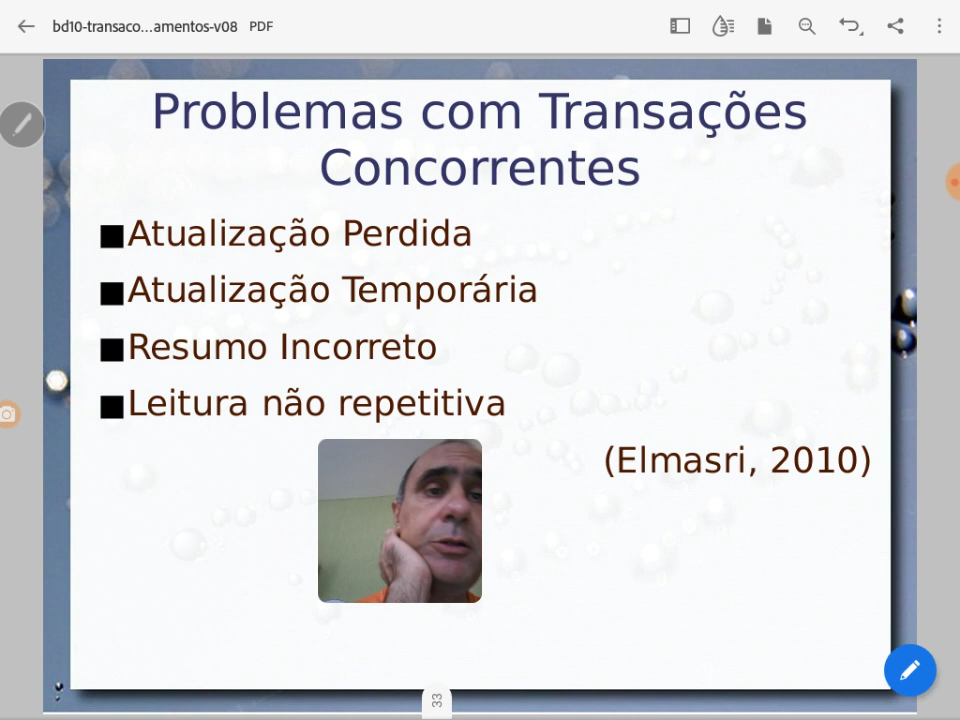 bd10-transaco...amentos-v08 PDF
Problemas com Transações
Concorrentes
Atualização Perdida
Atualização Temporária
Resumo Incorreto
Leitura não repetitiva
(Elmasri, 2010)
33